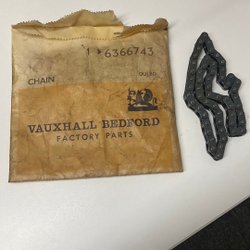 1 6366743
CHAIN
VAUXHALL BEDFORD
FACTORY PARTS